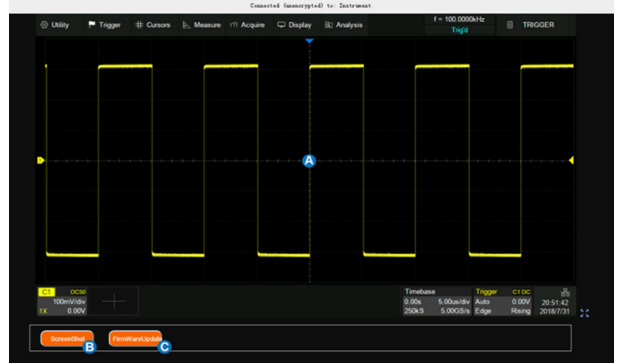 Connected (unencrypted) to: Instrument
Utility Trigger Cursors Measure Acquire Display Analysis
f = 100.0000kHz
Trig'd
TRIGGER
D
A
C1 DC50
100mV/div
1X 0.00V
Timebase
0.00s 5.00us/div
250kS 5.00GS/s
Trigger C1 DC
Auto 0.00V
Edge Rising
20:51:42
2018/7/31
ScreenShot
B
FirmWareUpdate
C